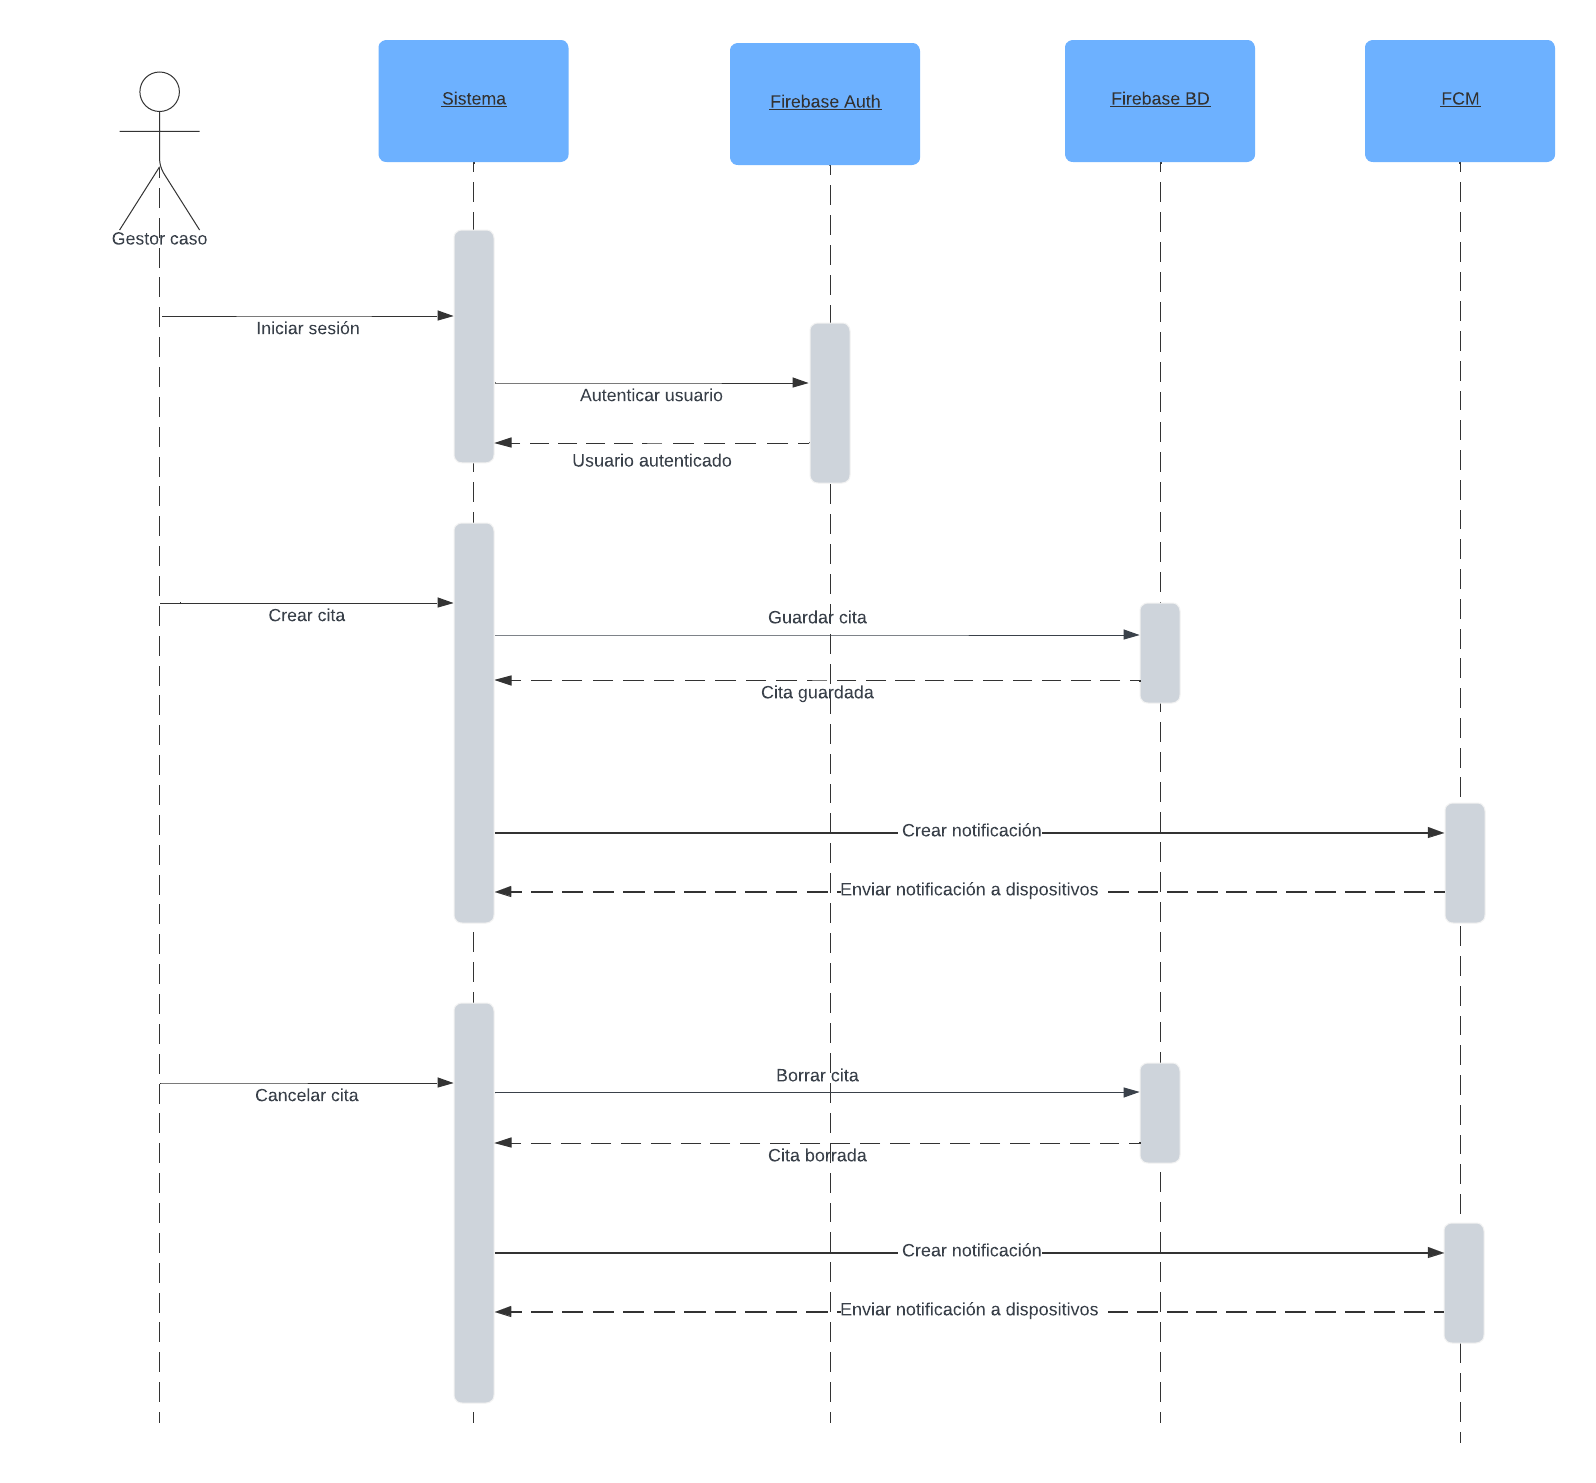 Sistema
Firebase Auth
Firebase BD
FCM
Gestor caso
Iniciar sesión
Autenticar usuario
Usuario autenticado
Crear cita
Guardar cita
Cita guardada
Crear notificación
Enviar notificación a dispositivos
Cancelar cita
Borrar cita
Cita borrada
Crear notificación
Enviar notificación a dispositivos